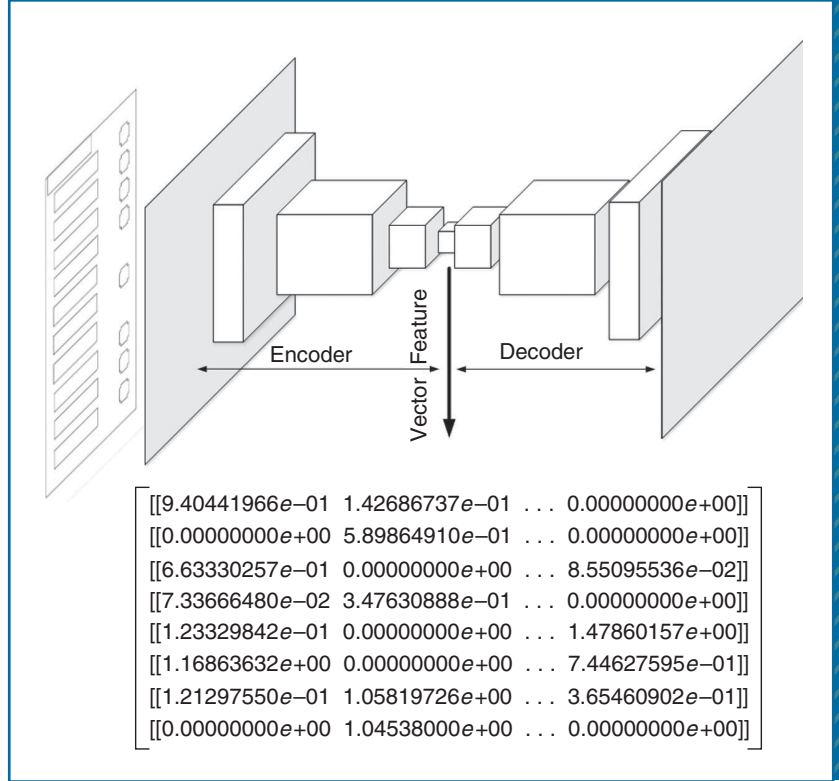 Encoder
Decoder
Vector Feature
[[9.40441966e–01 1.42686737e–01 ... 0.00000000e+00]]
[[0.00000000e+00 5.89864910e–01 ... 0.00000000e+00]]
[[6.63330257e–01 0.00000000e+00 ... 8.55095536e–02]]
[[7.33666480e–02 3.47630888e–01 ... 0.00000000e+00]]
[[1.23329842e–01 0.00000000e+00 ... 1.47860157e+00]]
[[1.16863632e+00 0.00000000e+00 ... 7.44627595e–01]]
[[1.21297550e–01 1.05819726e+00 ... 3.65460902e–01]]
[[0.00000000e+00 1.04538000e+00 ... 0.00000000e+00]]